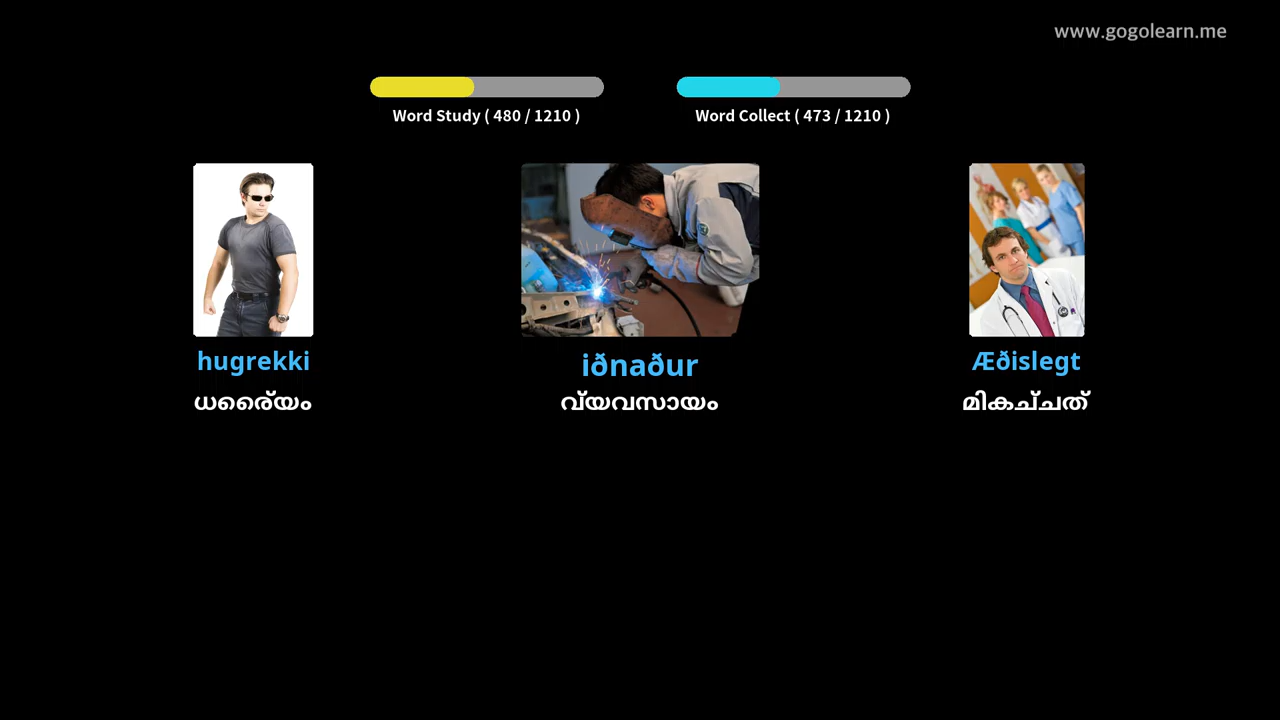 www.gogolearn.me
Word Study ( 480 / 1210 )
Word Collect ( 473 / 1210 )
hugrekki
iðnaður
Æðislegt
ധൈര്യം
വ്യവസായം
മികച്ചത്